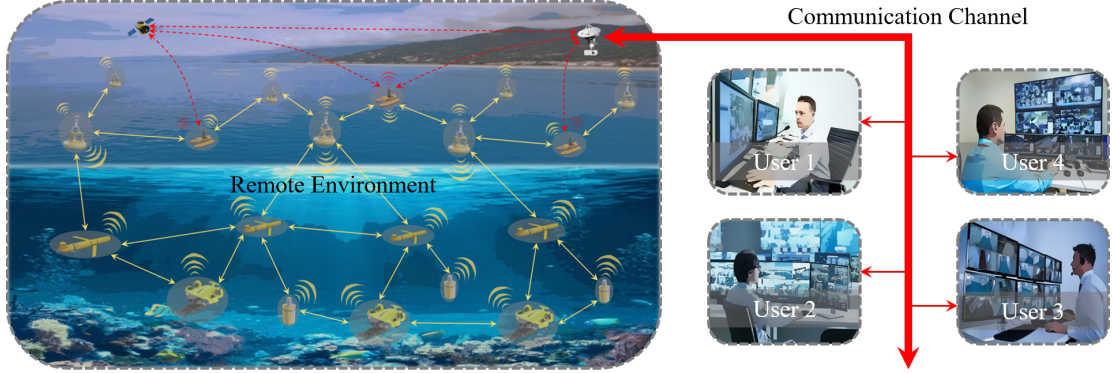 Communication Channel
Remote Environment
User 1
User 4
User 2
User 3